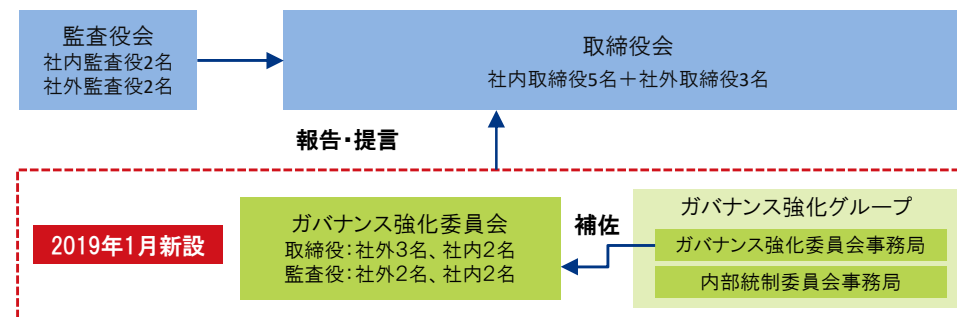 監査役会
社内監査役2名
社外監査役2名
取締役会
社内取締役5名＋社外取締役3名
報告・提言
2019年1月新設
ガバナンス強化委員会
取締役：社外3名、社内2名
監査役：社外2名、社内2名
補佐
ガバナンス強化グループ
ガバナンス強化委員会事務局
内部統制委員会事務局